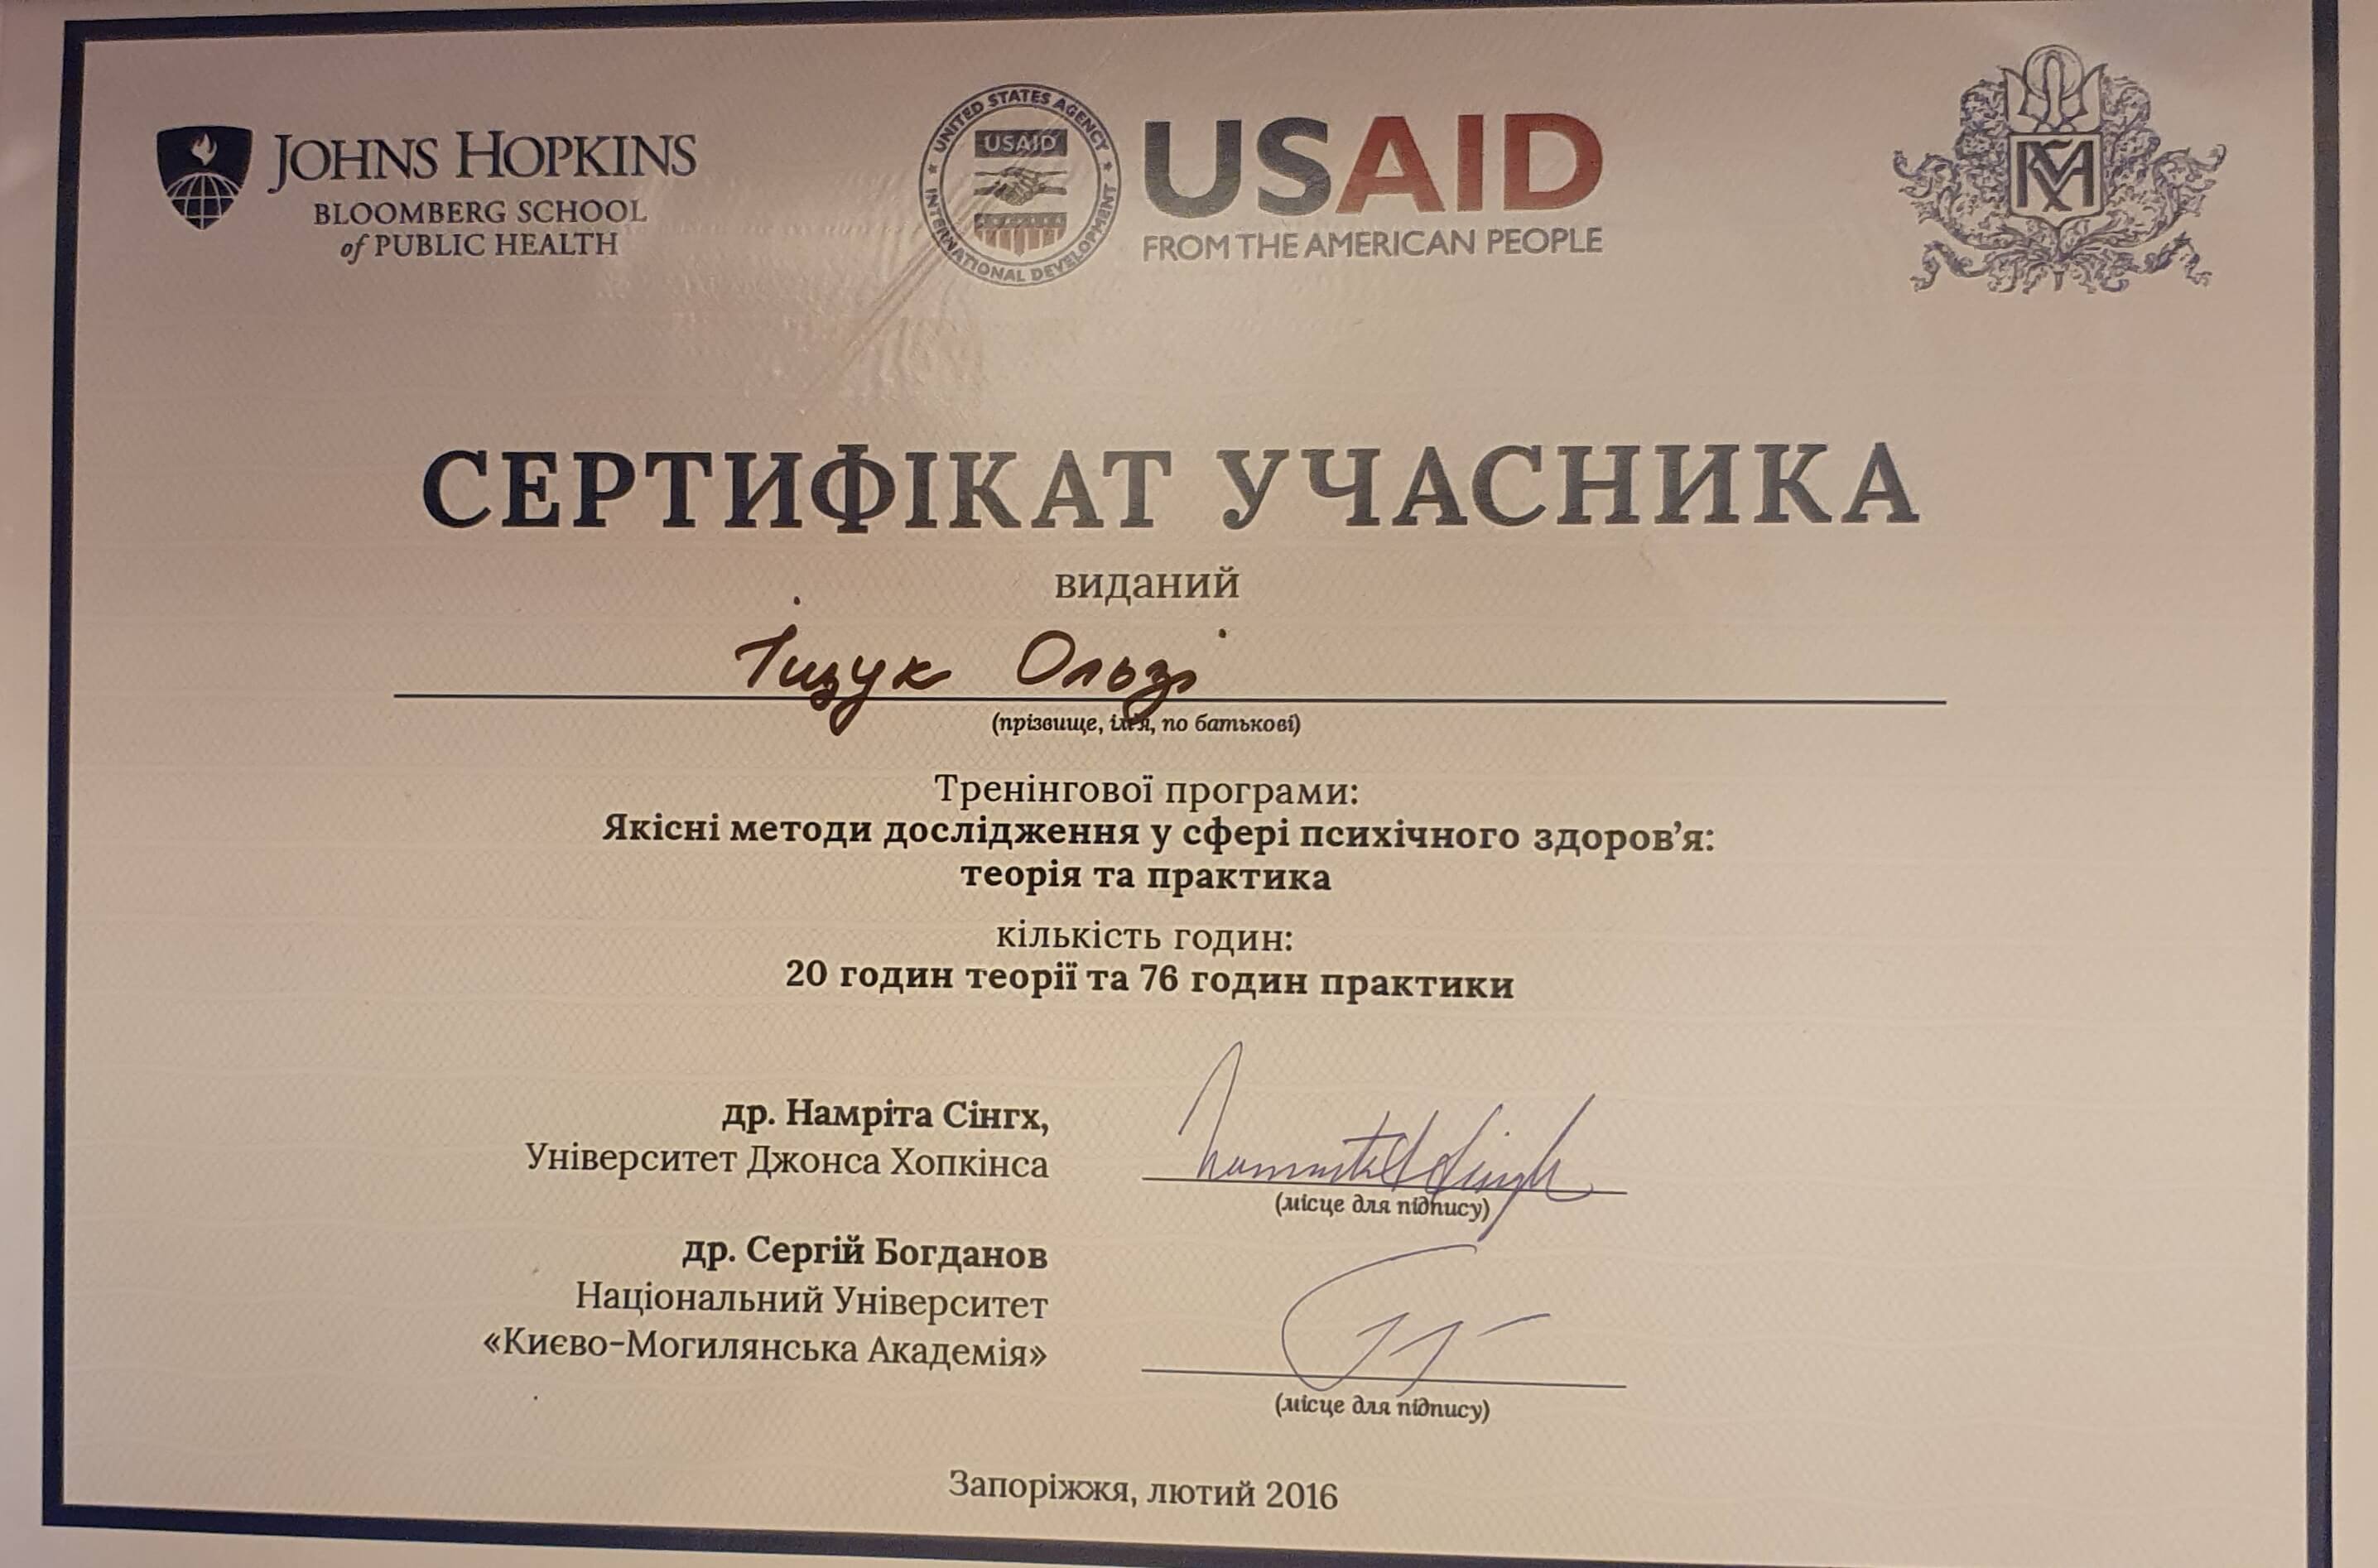 JOHNS HOPKINS
BLOOMBERG SCHOOL
of PUBLIC HEALTH
UNITED STATES AGENCY
INTERNATIONAL DEVELOPMENT
USAID
USAID
FROM THE AMERICAN PEOPLE
СЕРТИФІКАТ УЧАСНИКА
виданий
Іщук Ользі
(прізвище, ім'я, по батькові)
Тренінгової програми:
Якісні методи дослідження у сфері психічного здоров’я:
теорія та практика
кількість годин:
20 годин теорії та 76 годин практики
др. Намріта Сінгх,
Університет Джонса Хопкінса
(місце для підпису)
др. Сергій Богданов
Національний Університет
«Києво-Могилянська Академія»
(місце для підпису)
Запоріжжя, лютий 2016